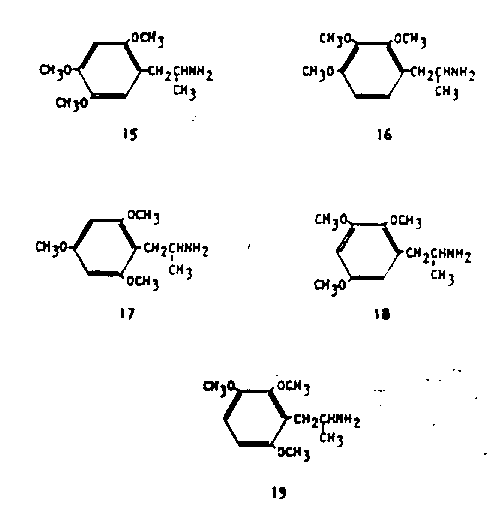 OCH3 CH3O OCH3
CH3O CH2CHNH2 CH3O CH2CHNH2
CH3O CH3 CH3
15 16
OCH3 CH3O OCH3
CH3O CH2CHNH2 CH2CHNH2
CH3 CH3
OCH3 CH3O
17 18
CH3O OCH3
CH2CHNH2
CH3
OCH3
19